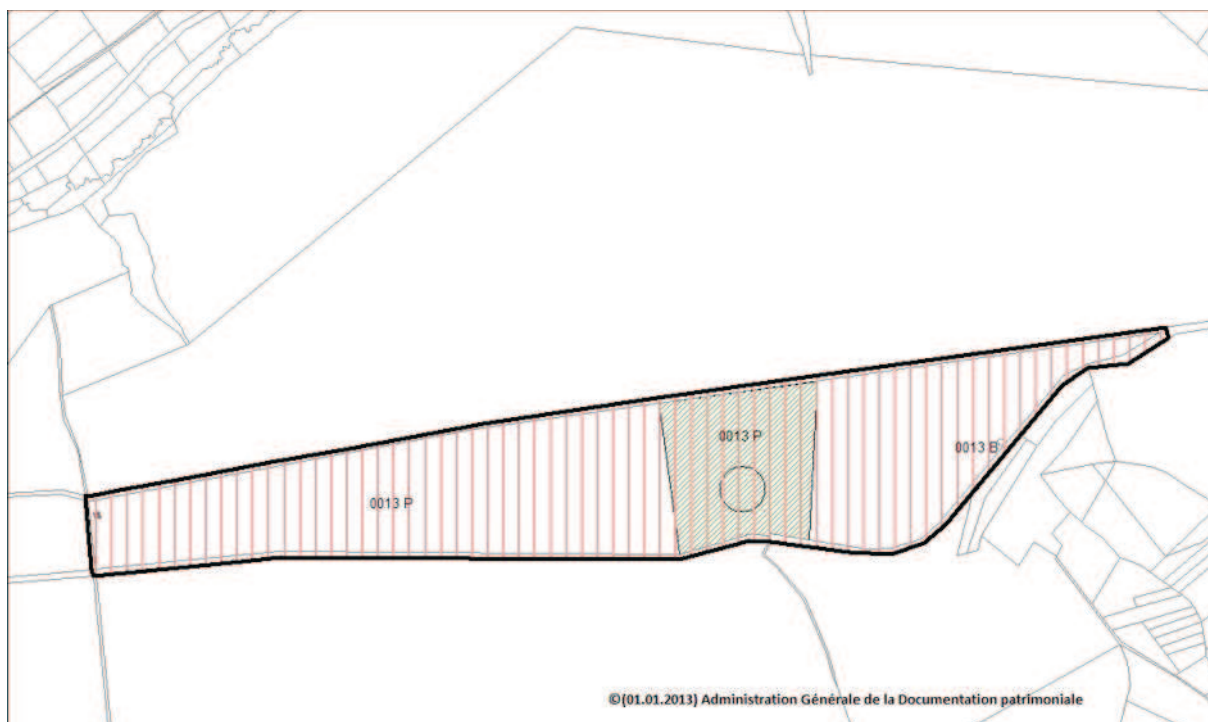 0013 P
0013 B
0013 P
©(01.01.2013) Administration Générale de la Documentation patrimoniale